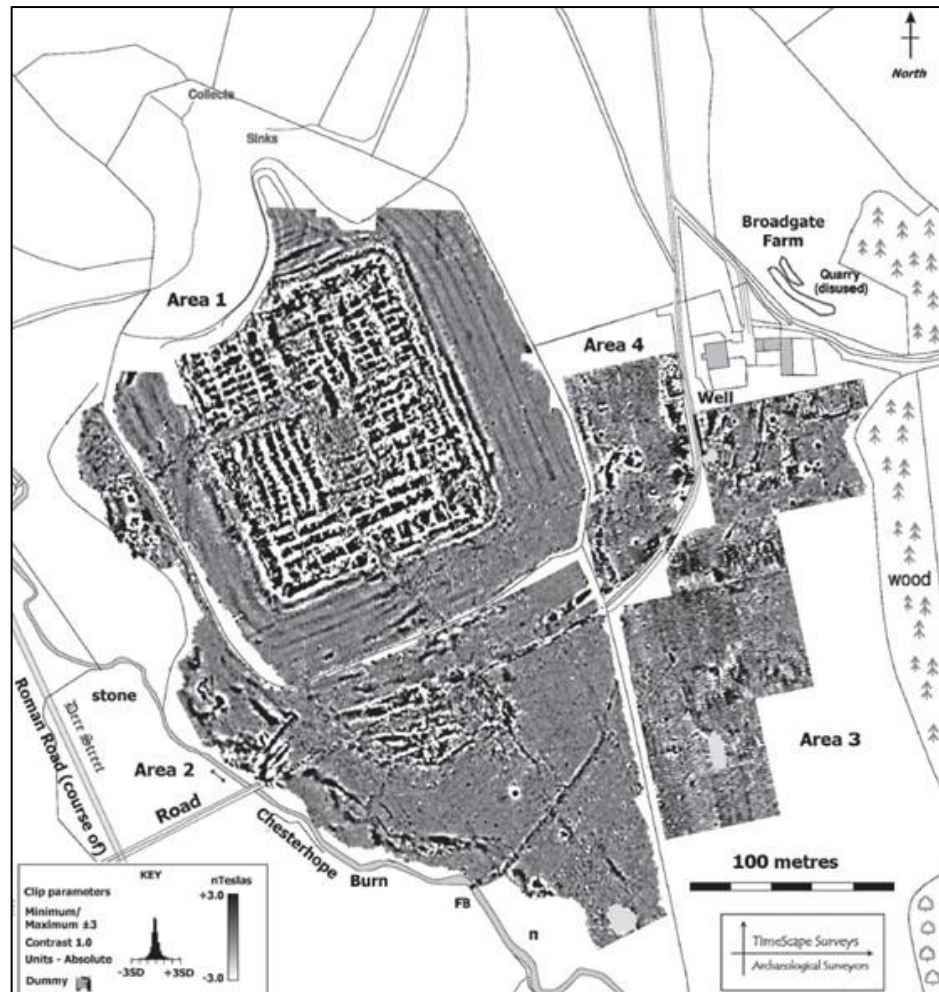 North
Collects
Sinks
Broadgate
Farm
Quarry
(disused)
Area 1
Area 4
Well
wood
stone
Roman Road (course of)
Dere Street
Area 2
Road
Chesterhope
Burn
FB
n
Area 3
100 metres
KEY
nTeslas
Clip parameters
+3.0
Minimum/
Maximum ±3
Contrast 1.0
Units - Absolute
-3SD +3SD
-3.0
Dummy
TimeScape Surveys
Archaeological Surveyors